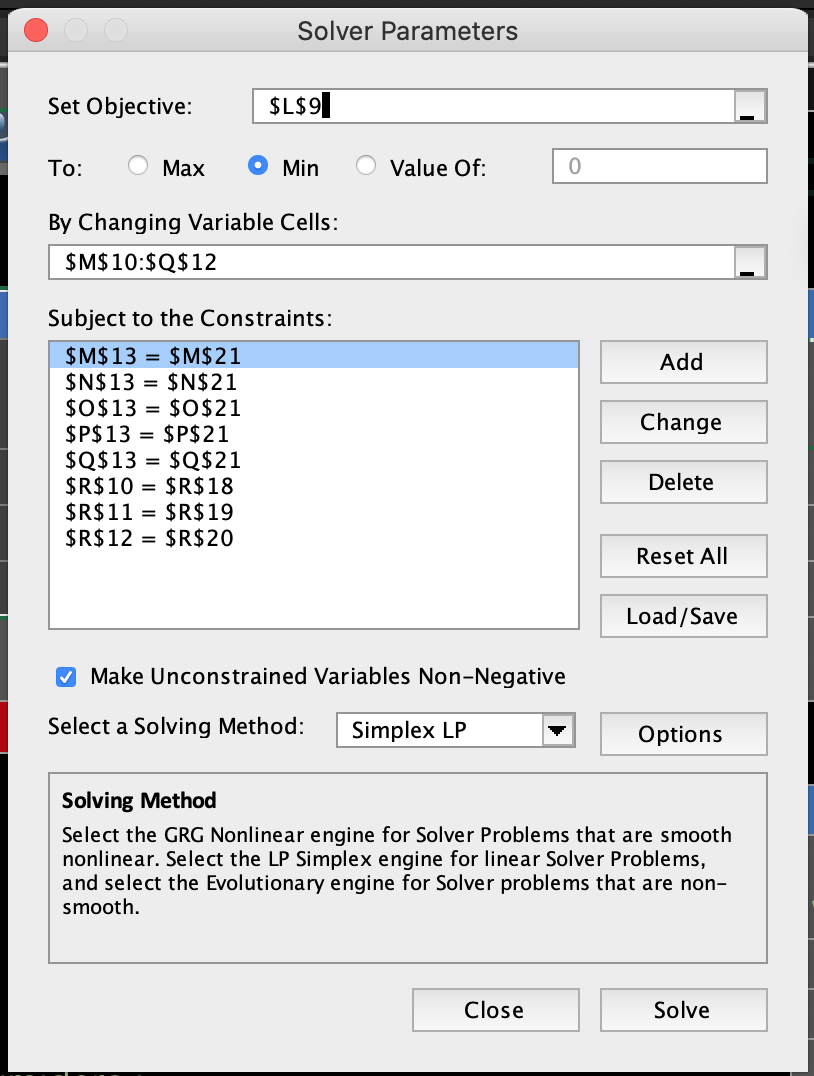 Solver Parameters
Set Objective: $L$9
To: Max Min Value Of: 0
By Changing Variable Cells:
$M$10:$Q$12
Subject to the Constraints:
$M$13 = $M$21
$N$13 = $N$21
$O$13 = $O$21
$P$13 = $P$21
$Q$13 = $Q$21
$R$10 = $R$18
$R$11 = $R$19
$R$12 = $R$20
Add
Change
Delete
Reset All
Load/Save
Make Unconstrained Variables Non-Negative
Select a Solving Method: Simplex LP Options
Solving Method
Select the GRG Nonlinear engine for Solver Problems that are smooth
nonlinear. Select the LP Simplex engine for linear Solver Problems,
and select the Evolutionary engine for Solver problems that are non-
smooth.
Close Solve